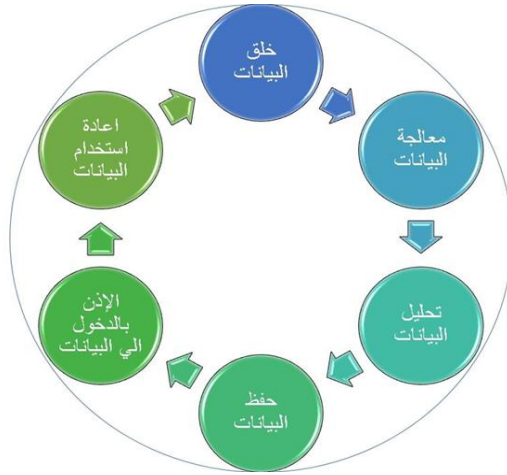 خلق
البيانات
معالجة
البيانات
تحليل
البيانات
حفظ
البيانات
الإذن
بالدخول
الي البيانات
اعادة
استخدام
البيانات